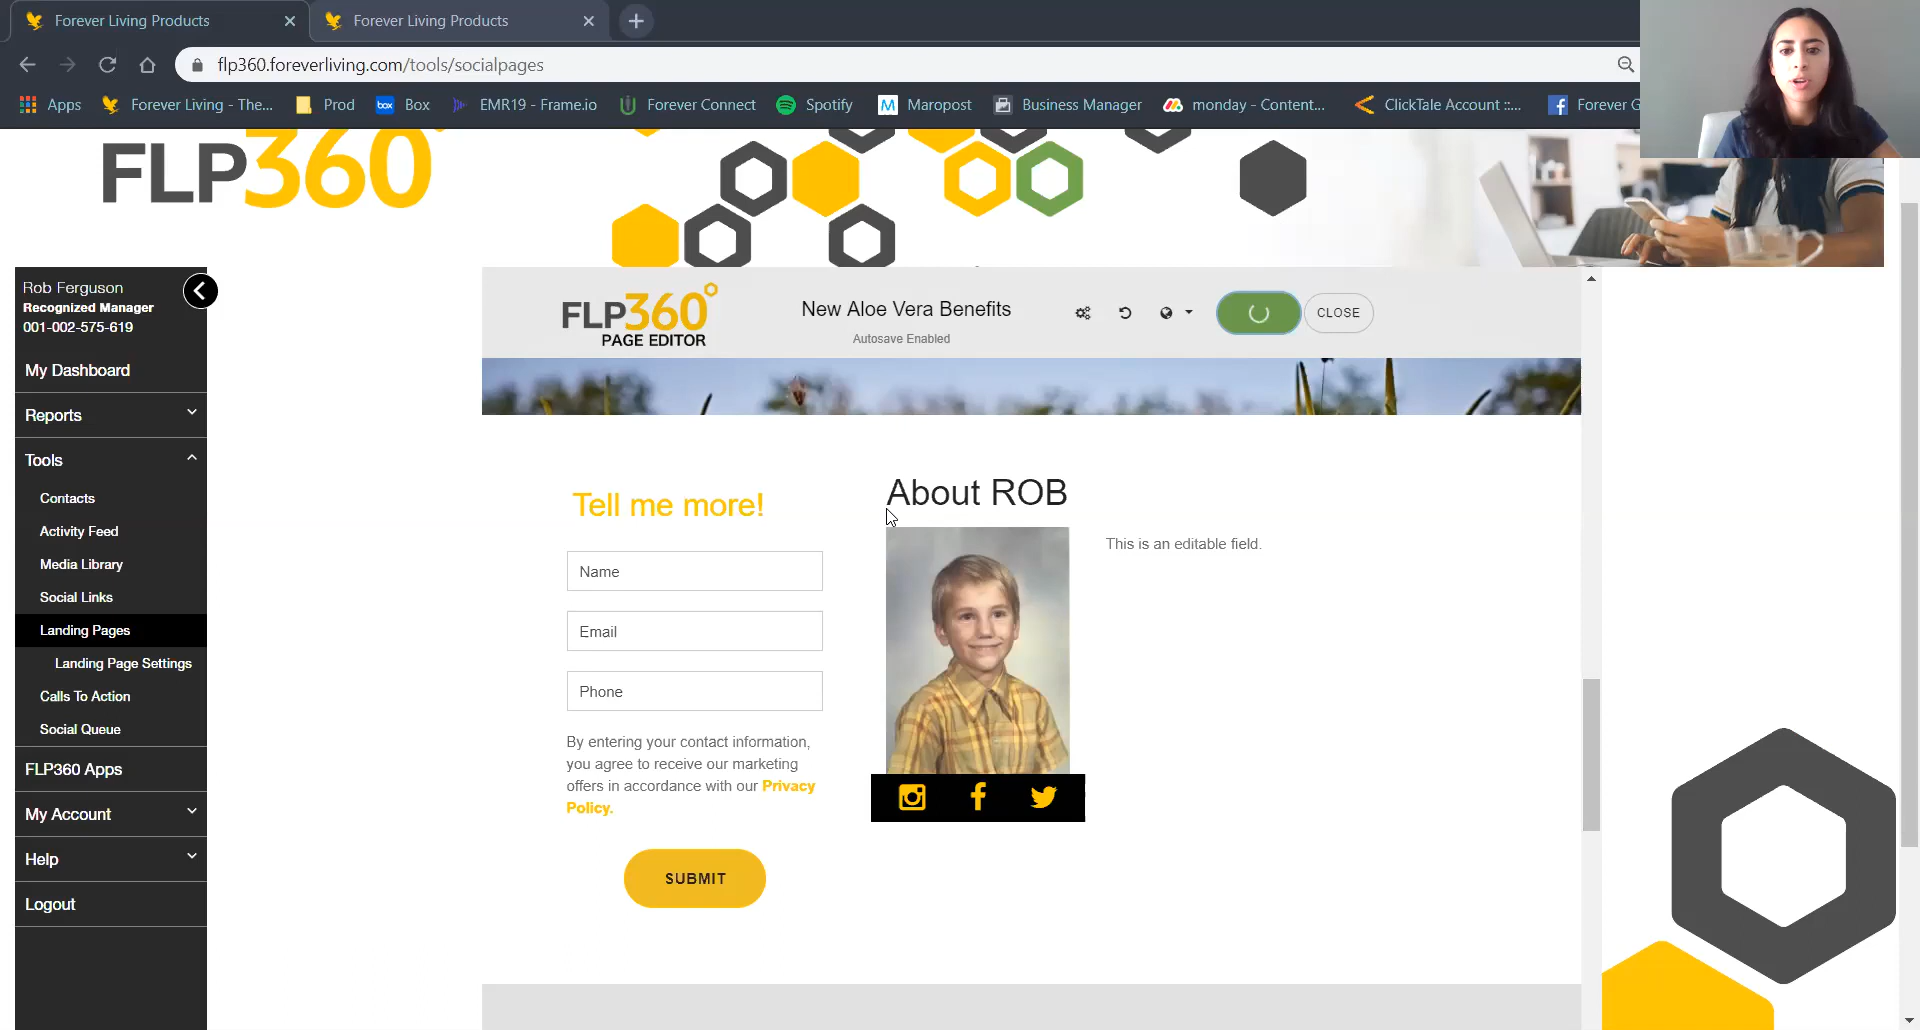 Forever Living Products
Forever Living Products
flp360.foreverliving.com/tools/socialpages
Apps
Forever Living - The...
Prod
box
Box
EMR19 - Frame.io
Forever Connect
Spotify
M
Maropost
Business Manager
monday - Content...
ClickTale Account ::...
Forever G
FLP360
Rob Ferguson
Recognized Manager
001-002-575-619
My Dashboard
Reports
Tools
Contacts
Activity Feed
Media Library
Social Links
Landing Pages
Landing Page Settings
Calls To Action
Social Queue
FLP360 Apps
My Account
Help
Logout
FLP360
PAGE EDITOR
New Aloe Vera Benefits
Autosave Enabled
CLOSE
Tell me more!
Name
Email
Phone
By entering your contact information,
you agree to receive our marketing
offers in accordance with our Privacy
Policy.
SUBMIT
About ROB
This is an editable field.